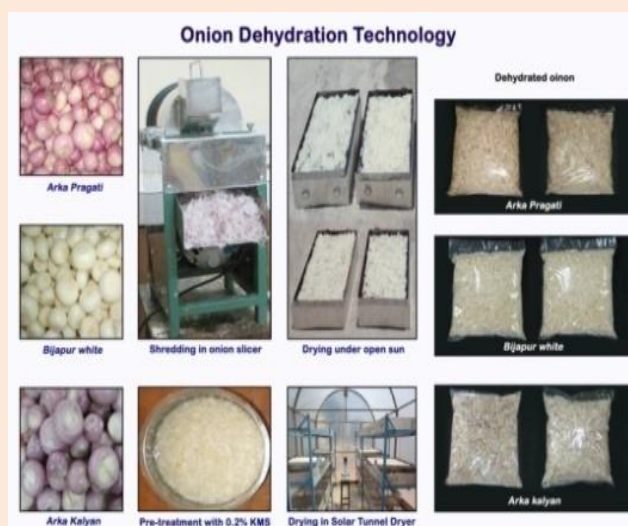 Onion Dehydration Technology
Dehydrated oinon
Arka Pragati
Arka Pragati
Bijapur white
Shredding in onion slicer
Drying under open sun
Bijapur white
Arka Kalyan
Pre-treatment with 0.2% KMS
Drying in Solar Tunnel Dryer
Arka kalyan